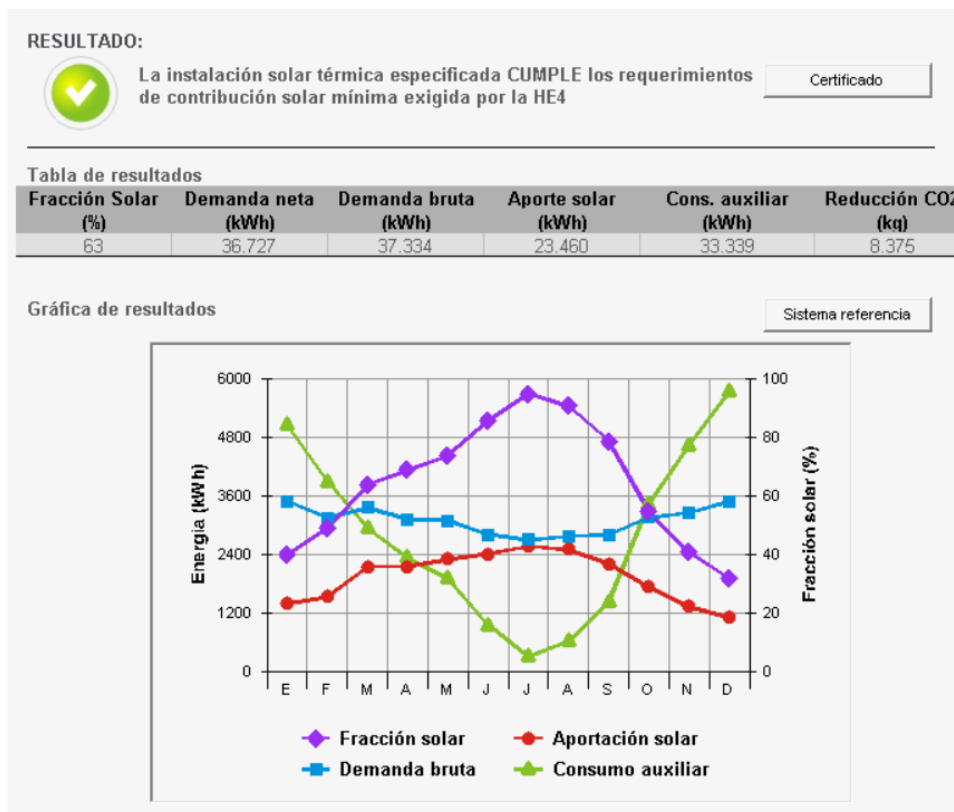 RESULTADO:
La instalación solar térmica especificada CUMPLE los requerimientos
de contribución solar mínima exigida por la HE4
Certificado
Tabla de resultados
Fracción Solar Demanda neta Demanda bruta Aporte solar Cons. auxiliar Reducción CO2
(%) (kWh) (kWh) (kWh) (kWh) (kg)
63 36.727 37.334 23.460 33.339 8.375
Gráfica de resultados
Sistema referencia
6000 100
4800 80
3600 60
2400 40
1200 20
0 0
Energia (kWh)
Fracción solar (%)
E F M A M J J A S O N D
Fracción solar Aportación solar
Demanda bruta Consumo auxiliar